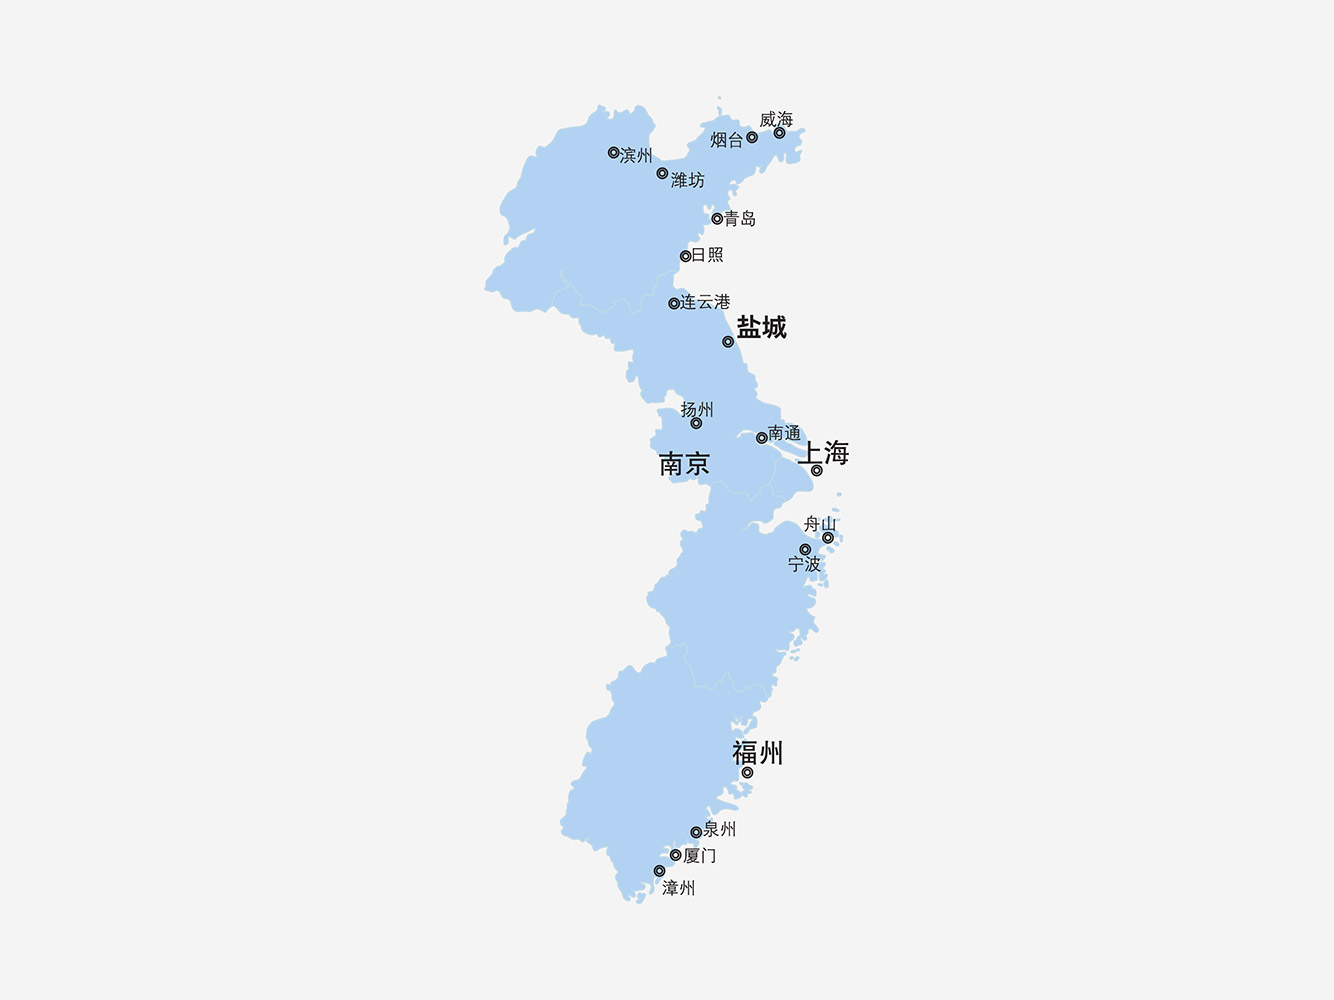 威海
烟台
滨州
潍坊
青岛
日照
连云港
盐城
扬州
南通
上海
南京
舟山
宁波
福州
泉州
厦门
漳州